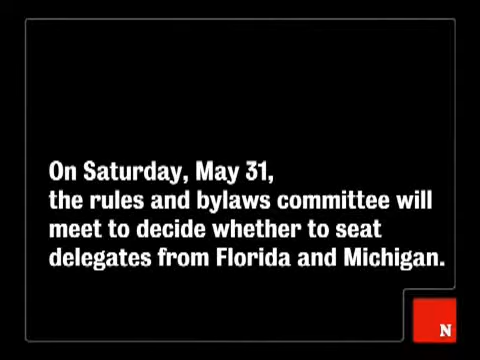 On Saturday, May 31,
the rules and bylaws committee will
meet to decide whether to seat
delegates from Florida and Michigan.
N